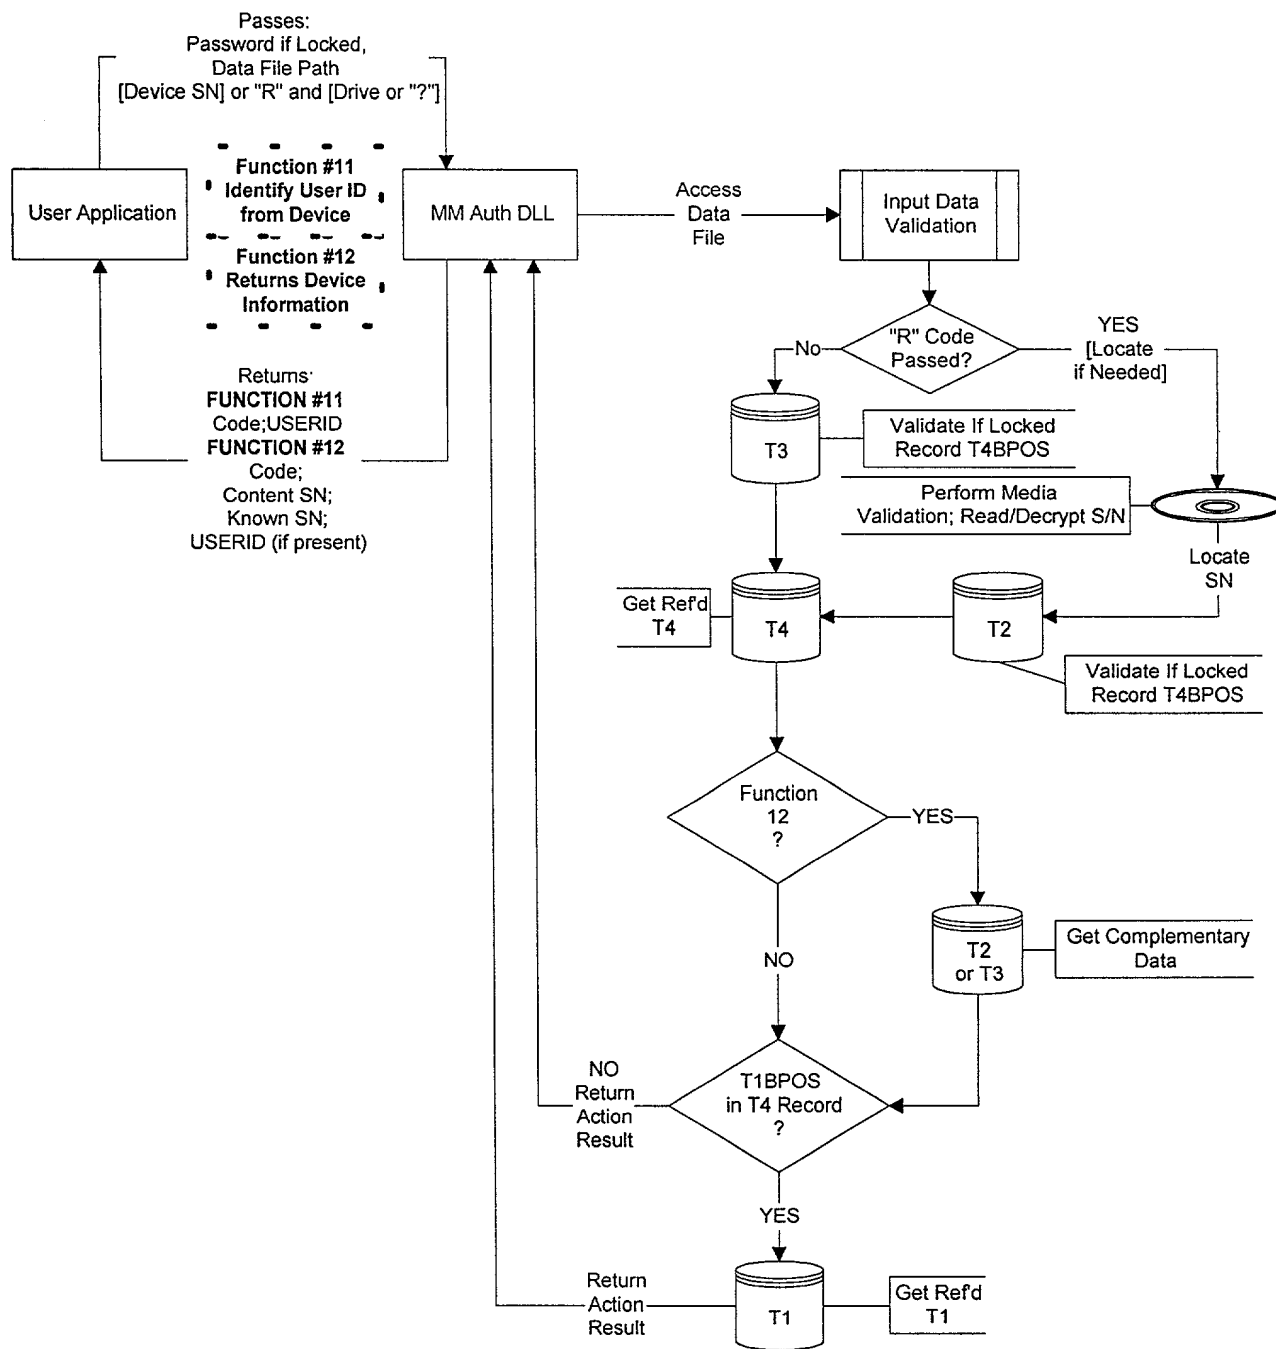 Passes:
Password if Locked,
Data File Path
[Device SN] or "R" and [Drive or "?"]
Function #11
Identify User ID
from Device
User Application
MM Auth DLL
Access
Data
File
Input Data
Validation
Function #12
Returns Device
Information
"R" Code
Passed?
No
YES
[Locate
if Needed]
Returns:
FUNCTION #11
Code;USERID
FUNCTION #12
Code;
Content SN;
Known SN;
USERID (if present)
T3
Validate If Locked
Record T4BPOS
Perform Media
Validation; Read/Decrypt S/N
Locate
SN
Get Ref'd
T4
T4
T2
Validate If Locked
Record T4BPOS
Function
12
?
YES
NO
T2
or T3
Get Complementary
Data
T1BPOS
in T4 Record
?
NO
Return
Action
Result
YES
Return
Action
Result
T1
Get Ref'd
T1